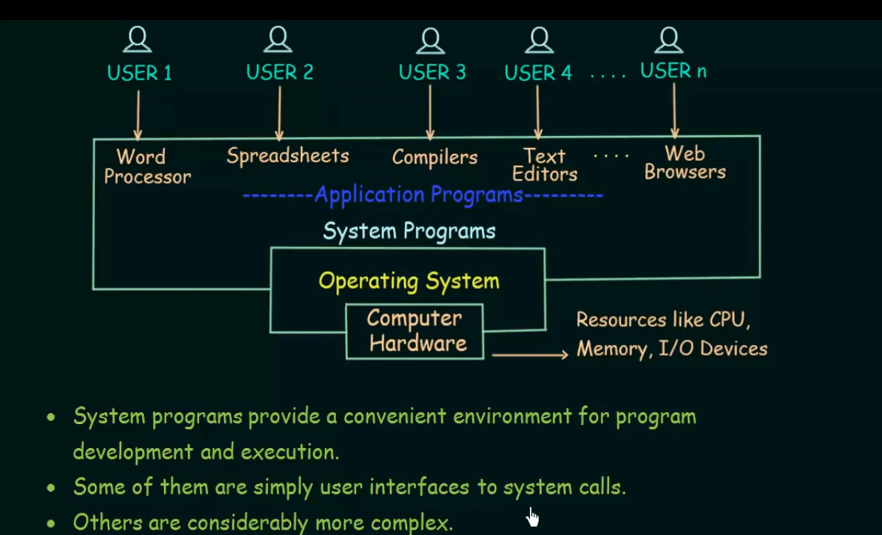 USER 1 USER 2 USER 3 USER 4 .... USER n
Word Processor
Spreadsheets
Compilers
Text Editors
....
Web Browsers
--------Application Programs---------
System Programs
Operating System
Computer Hardware
Resources like CPU,
Memory, I/O Devices
• System programs provide a convenient environment for program
development and execution.
• Some of them are simply user interfaces to system calls.
• Others are considerably more complex.